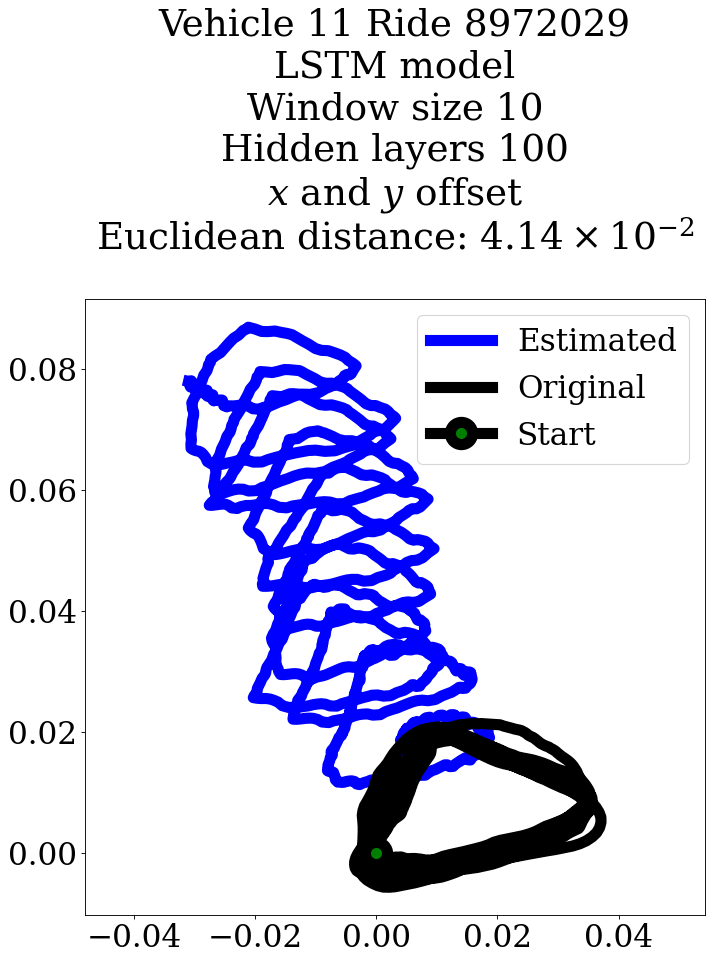 Vehicle 11 Ride 8972029
LSTM model
Window size 10
Hidden layers 100
x and y offset
Euclidean distance: 4.14 × 10⁻²
Estimated
Original
Start
0.08
0.06
0.04
0.02
0.00
−0.04 −0.02 0.00 0.02 0.04